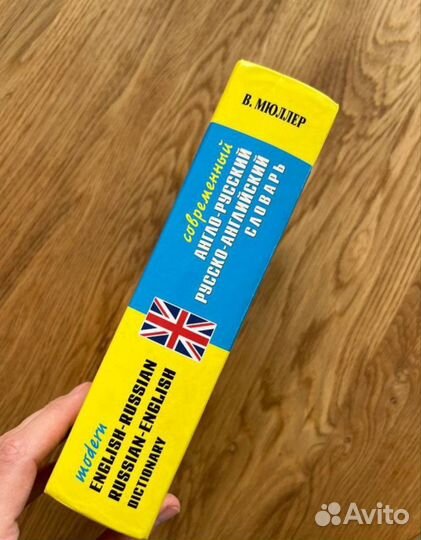 В. МЮЛЛЕР
современный
АНГЛО-РУССКИЙ
РУССКО-АНГЛИЙСКИЙ
СЛОВАРЬ
modern
ENGLISH-RUSSIAN
RUSSIAN-ENGLISH
DICTIONARY
Avito